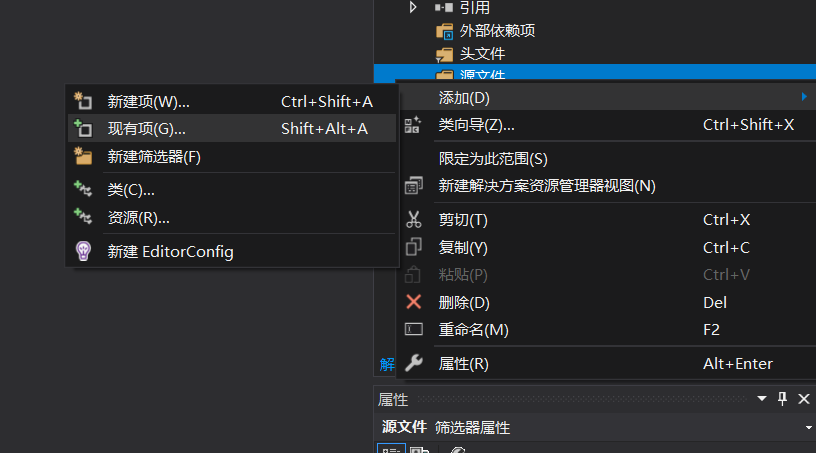 引用
外部依赖项
头文件
源文件
添加(D)
类向导(Z)... Ctrl+Shift+X
限定为此范围(S)
新建解决方案资源管理器视图(N)
剪切(T) Ctrl+X
复制(Y) Ctrl+C
粘贴(P) Ctrl+V
删除(D) Del
重命名(M) F2
属性(R) Alt+Enter
新建项(W)... Ctrl+Shift+A
现有项(G)... Shift+Alt+A
新建筛选器(F)
类(C)...
资源(R)...
新建 EditorConfig
解
属性
源文件 筛选器属性